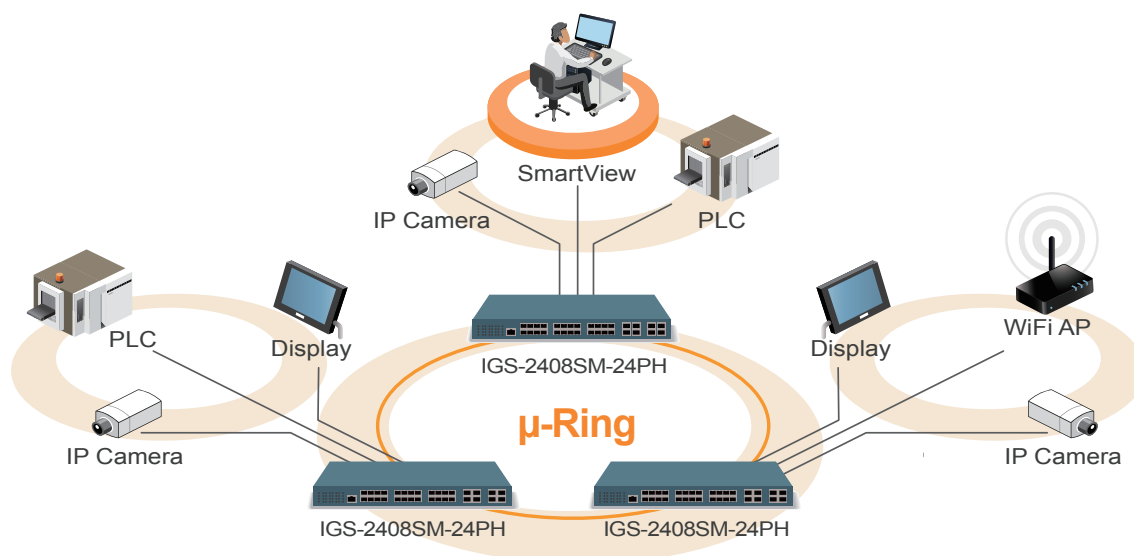 SmartView
IP Camera
PLC
PLC
Display
Display
WiFi AP
IGS-2408SM-24PH
µ-Ring
IP Camera
IP Camera
IGS-2408SM-24PH
IGS-2408SM-24PH